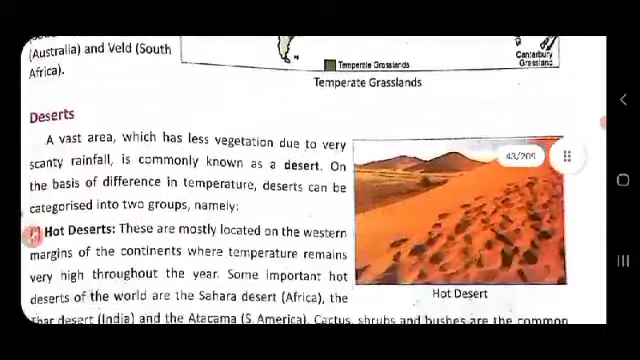 (Australia) and Veld (South
Africa).
Temperate Grasslands
Canterbury
Grassland
Temperate Grasslands
Deserts
A vast area, which has less vegetation due to very
scanty rainfall, is commonly known as a desert. On
the basis of difference in temperature, deserts can be
categorised into two groups, namely:
43/209
Hot Deserts: These are mostly located on the western
margins of the continents where temperature remains
very high throughout the year. Some important hot
deserts of the world are the Sahara desert (Africa), the
Thar desert (India) and the Atacama (S. America). Cactus, shrubs and bushes are the common
Hot Desert